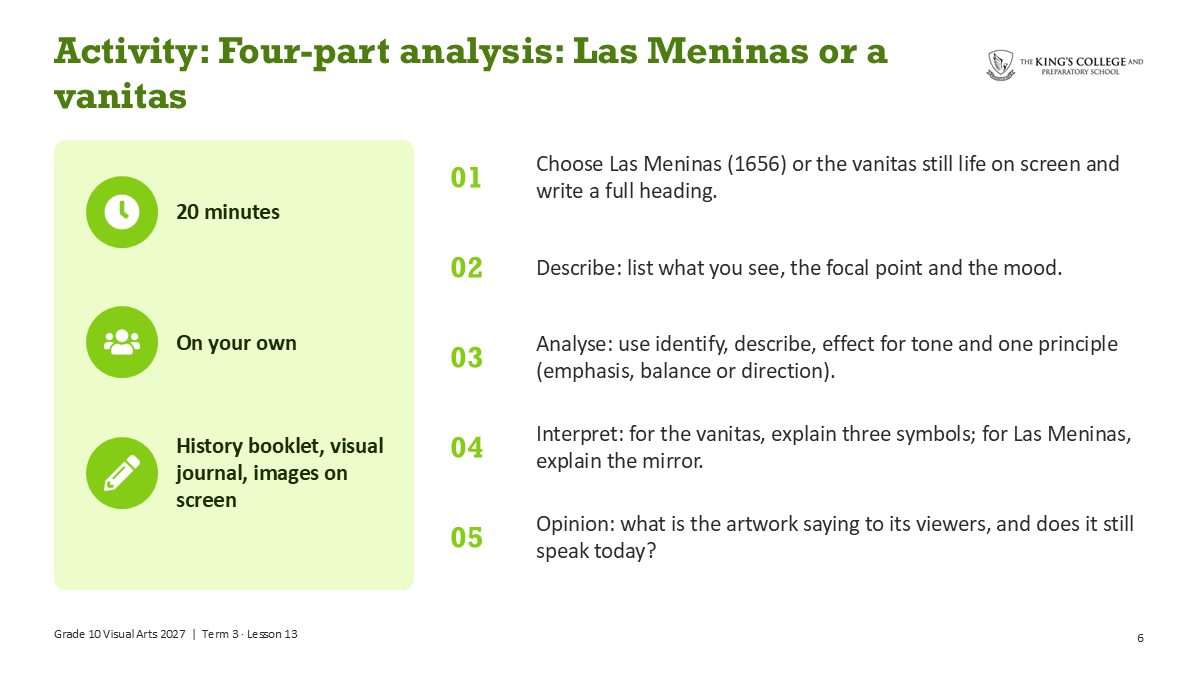 Activity: Four-part analysis: Las Meninas or a
vanitas
THE KING'S COLLEGE AND
PREPARATORY SCHOOL
20 minutes
On your own
History booklet, visual
journal, images on
screen
01
Choose Las Meninas (1656) or the vanitas still life on screen and
write a full heading.
02
Describe: list what you see, the focal point and the mood.
03
Analyse: use identify, describe, effect for tone and one principle
(emphasis, balance or direction).
04
Interpret: for the vanitas, explain three symbols; for Las Meninas,
explain the mirror.
05
Opinion: what is the artwork saying to its viewers, and does it still
speak today?
Grade 10 Visual Arts 2027 | Term 3 · Lesson 13
6